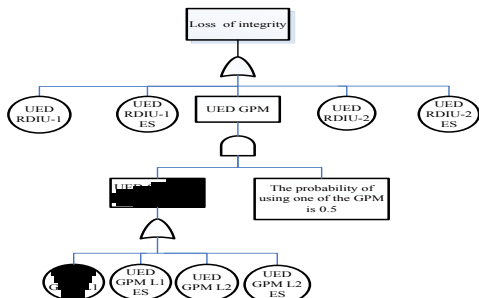 Loss of integrity
UED
RDIU-1
UED
RDIU-1
ES
UED GPM
UED
RDIU-2
UED
RDIU-2
ES
The probability of
using one of the GPM
is 0.5
UED
GPM L1
ES
UED
GPM L2
UED
GPM L2
ES